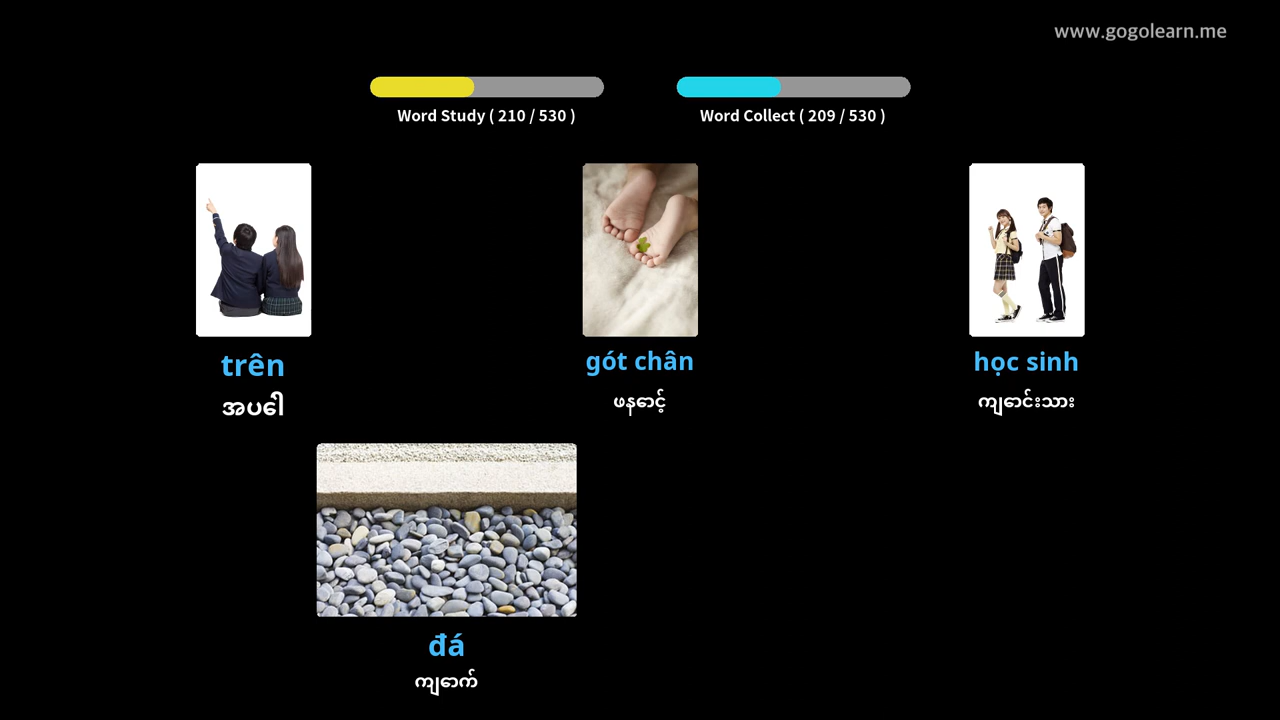 www.gogolearn.me
Word Study ( 210 / 530 )
Word Collect ( 209 / 530 )
trên
အပေါ်
gót chân
ဖနောင့်
học sinh
ကျောင်းသား
đá
ကျောက်